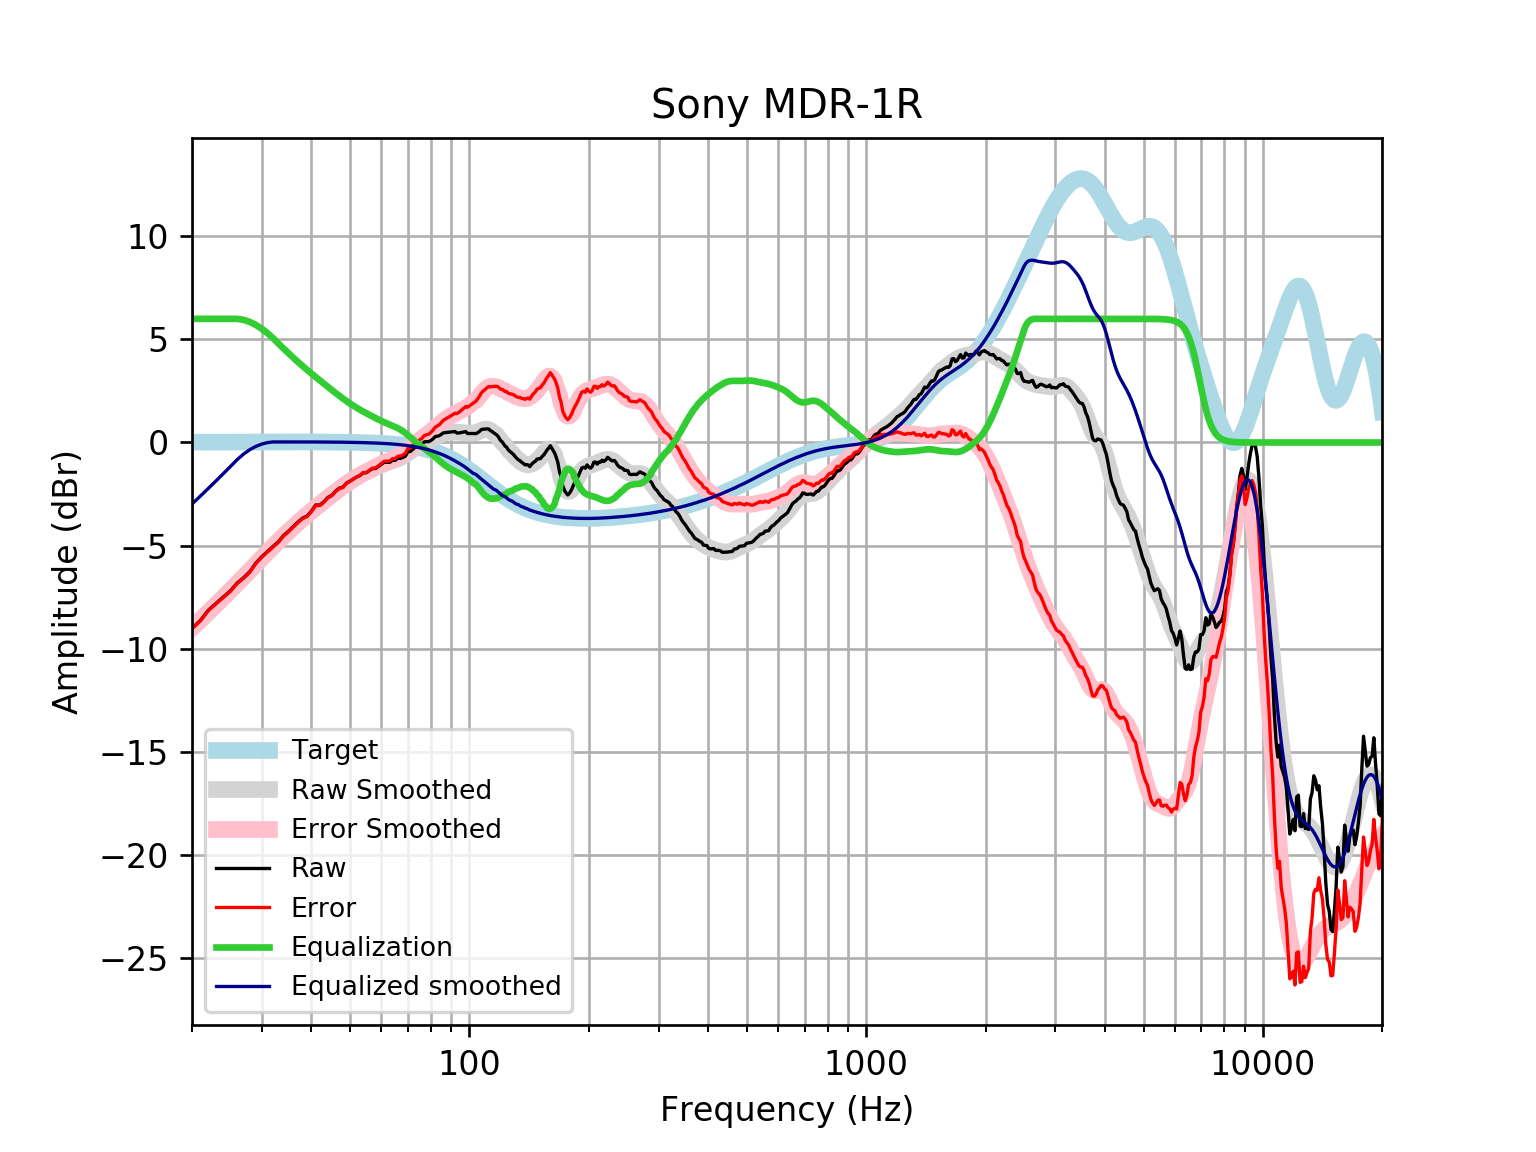 Sony MDR-1R
10
5
0
−5
−10
−15
−20
−25
Amplitude (dBr)
Target
Raw Smoothed
Error Smoothed
Raw
Error
Equalization
Equalized smoothed
100 1000 10000
Frequency (Hz)